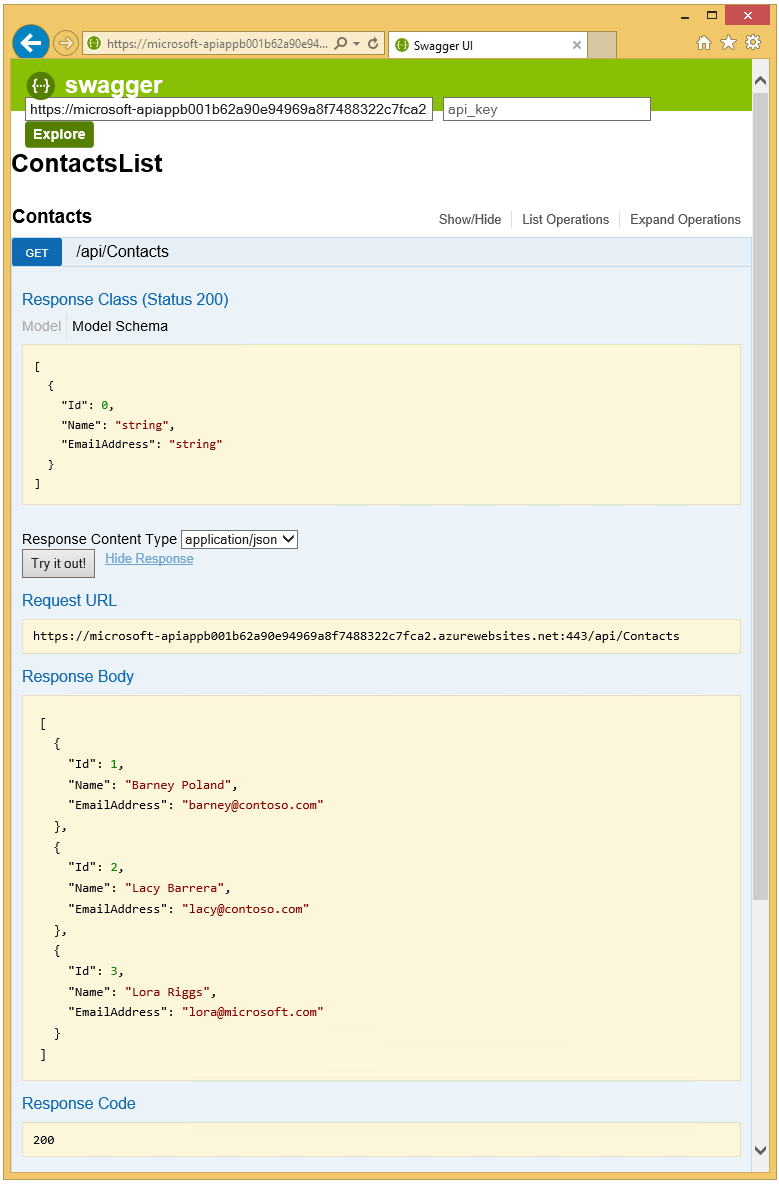 https://microsoft-apiappb001b62a90e94... Swagger UI
swagger
https://microsoft-apiappb001b62a90e94969a8f7488322c7fca2 api_key
Explore
ContactsList
Contacts Show/Hide List Operations Expand Operations
GET /api/Contacts
Response Class (Status 200)
Model Model Schema
[
{
"Id": 0,
"Name": "string",
"EmailAddress": "string"
}
]
Response Content Type application/json
Try it out! Hide Response
Request URL
https://microsoft-apiappb001b62a90e94969a8f7488322c7fca2.azurewebsites.net:443/api/Contacts
Response Body
[
{
"Id": 1,
"Name": "Barney Poland",
"EmailAddress": "barney@contoso.com"
},
{
"Id": 2,
"Name": "Lacy Barrera",
"EmailAddress": "lacy@contoso.com"
},
{
"Id": 3,
"Name": "Lora Riggs",
"EmailAddress": "lora@microsoft.com"
}
]
Response Code
200